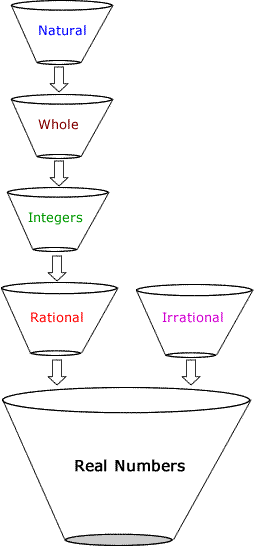 Natural
Whole
Integers
Rational
Irrational
Real Numbers